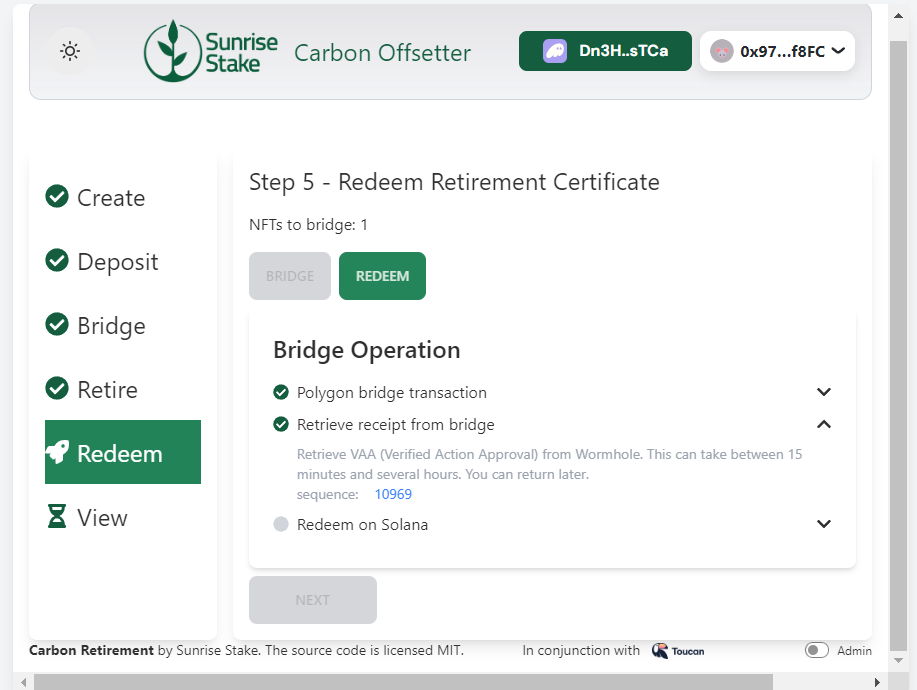 Sunrise
Stake
Carbon Offsetter
Dn3H..sTCa
0x97...f8FC
Create
Deposit
Bridge
Retire
Redeem
View
Step 5 - Redeem Retirement Certificate
NFTs to bridge: 1
BRIDGE
REDEEM
Bridge Operation
Polygon bridge transaction
Retrieve receipt from bridge
Retrieve VAA (Verified Action Approval) from Wormhole. This can take between 15
minutes and several hours. You can return later.
sequence: 10969
Redeem on Solana
NEXT
Carbon Retirement by Sunrise Stake. The source code is licensed MIT.
In conjunction with Toucan
Admin